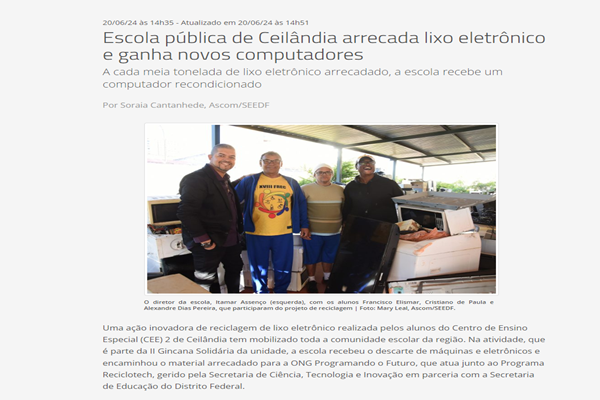 20/06/24 às 14h35 - Atualizado em 20/06/24 às 14h51
Escola pública de Ceilândia arrecada lixo eletrônico
e ganha novos computadores
A cada meia tonelada de lixo eletrônico arrecadado, a escola recebe um
computador recondicionado
Por Soraia Cantanhede, Ascom/SEEDF
O diretor da escola, Itamar Assenço (esquerda), com os alunos Francisco Elismar, Cristiano de Paula e
Alexandre Dias Pereira, que participaram do projeto de reciclagem | Foto: Mary Leal, Ascom/SEEDF.
Uma ação inovadora de reciclagem de lixo eletrônico realizada pelos alunos do Centro de Ensino
Especial (CEE) 2 de Ceilândia tem mobilizado toda a comunidade escolar da região. Na atividade, que
é parte da II Gincana Solidária da unidade, a escola recebeu o descarte de máquinas e eletrônicos e
encaminhou o material arrecadado para a ONG Programando o Futuro, que atua junto ao Programa
Reciclotech, gerido pela Secretaria de Ciência, Tecnologia e Inovação em parceria com a Secretaria
de Educação do Distrito Federal.